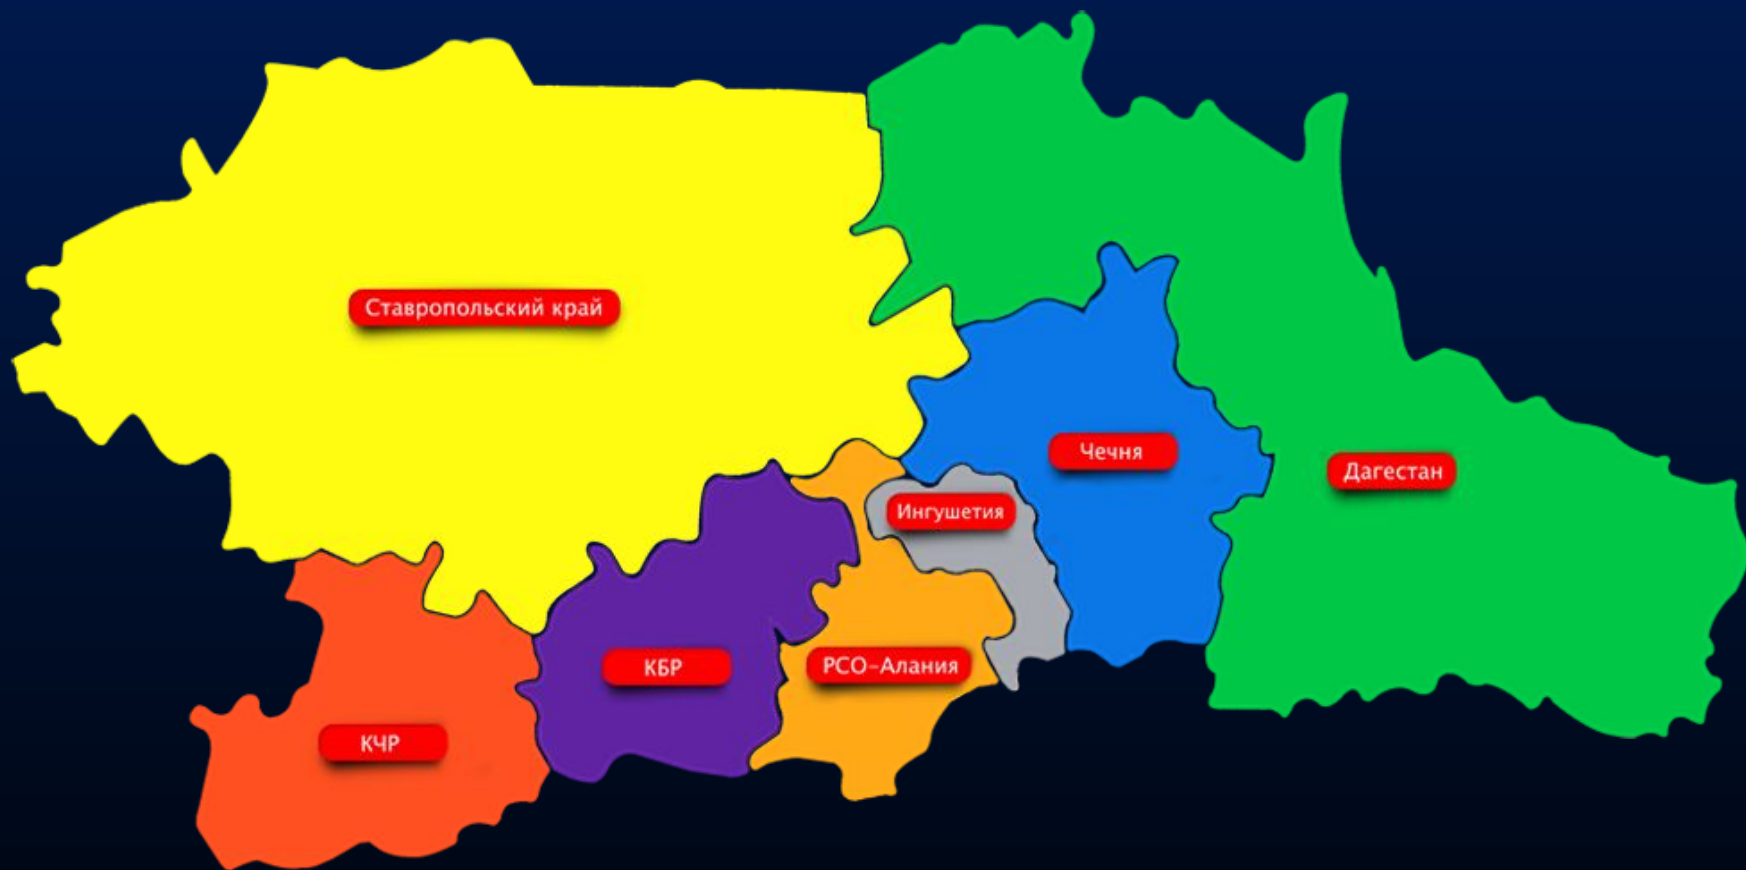 Ставропольский край
Чечня
Дагестан
Ингушетия
КБР
РСО-Алания
КЧР